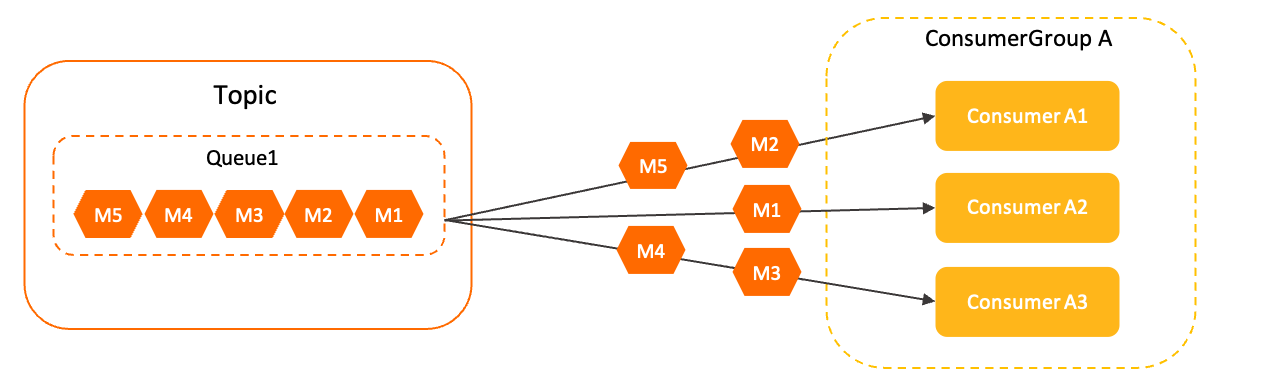 Topic
Queue1
M5 M4 M3 M2 M1
M5 M2
M1
M4 M3
ConsumerGroup A
Consumer A1
Consumer A2
Consumer A3